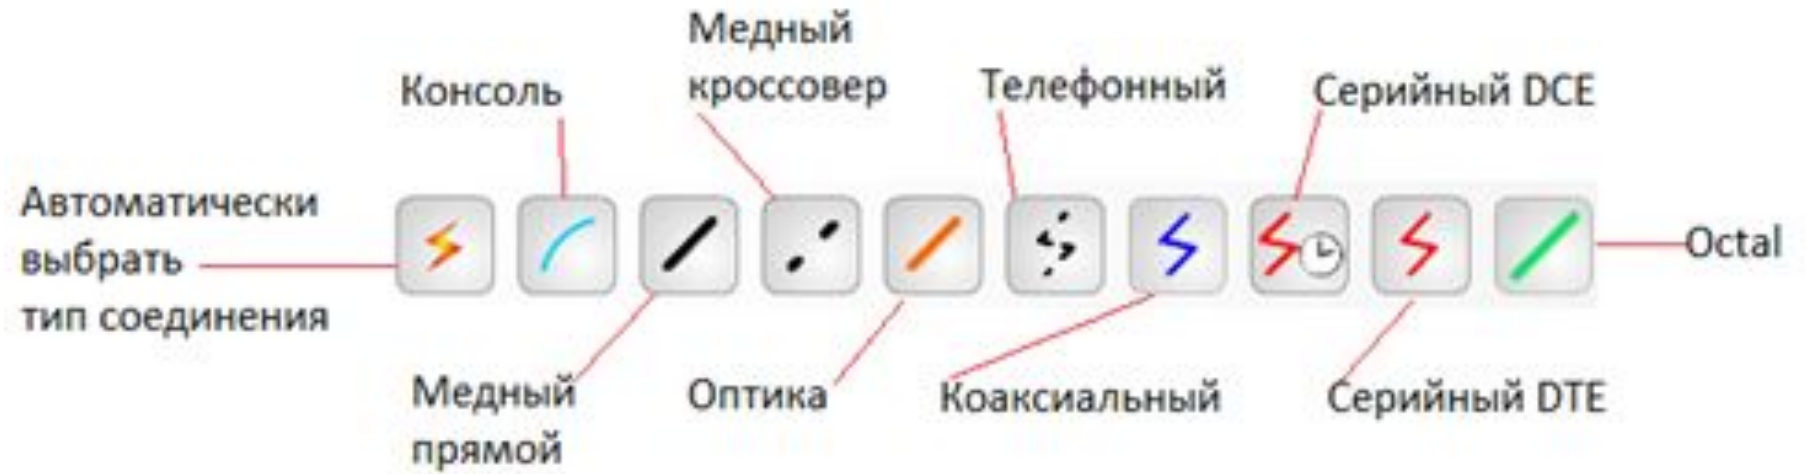 Медный
кроссовер
Консоль
Телефонный
Серийный DCE
Автоматически
выбрать
тип соединения
Octal
Медный
прямой
Оптика
Коаксиальный
Серийный DTE